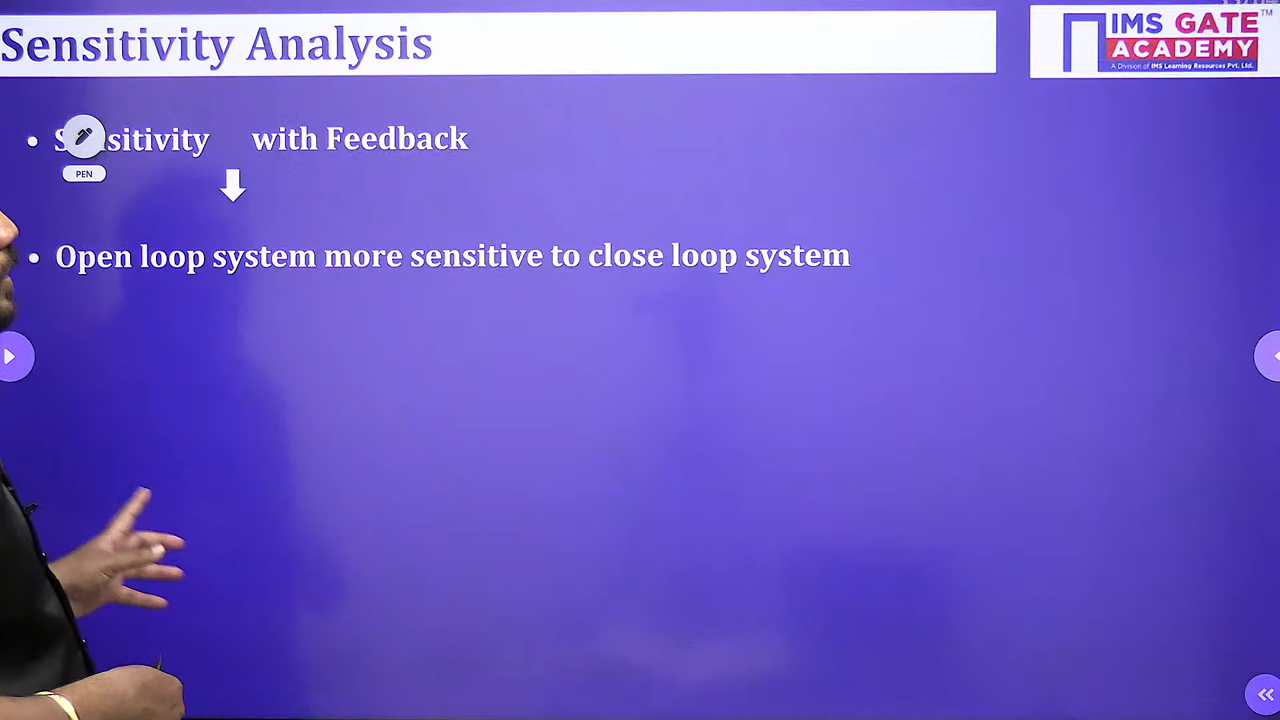 Sensitivity Analysis
IMS GATE
ACADEMY
TM
A Division of IMS Learning Resources Pvt. Ltd.
• with Feedback
PEN
• Open loop system more sensitive to close loop system